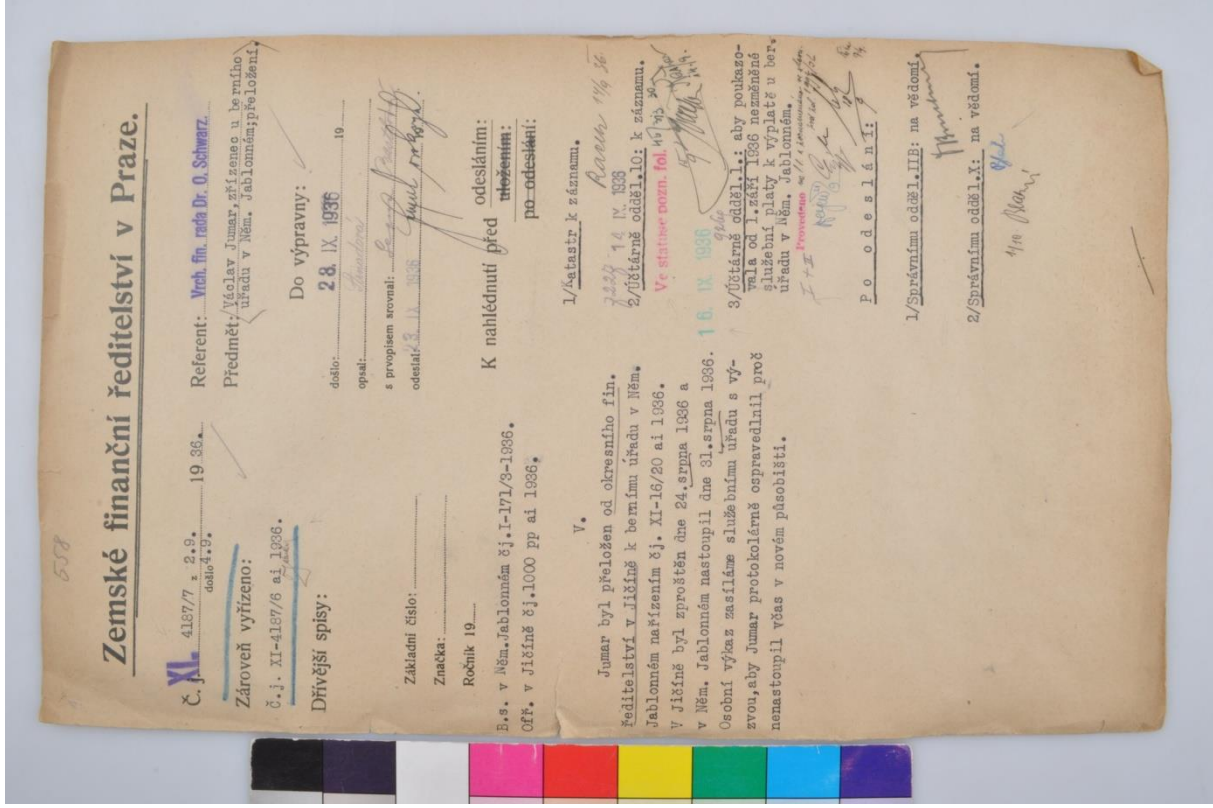 558
Zemské finanční ředitelství v Praze.
Č. j. XI. 4187/7 z 2.9. 1936.
došlo 4.9.
Referent: Vrch. fin. rada Dr. O. Schwarz.
Zároveň vyřízeno:
Č.j. XI-4187/6 ai 1936.
Předmět: Václav Jumar, zřízenec u berního
úřadu v Něm. Jablonném; přeložení.
Dřívější spisy:
Do výpravny:
došlo: 28. IX. 1936 19
opsal:
s prvopisem srovnal:
odeslal: IX. 1936
Základní číslo:
Značka:
Ročník 19
K nahlédnutí před odesláním:
uložením:
po odeslání:
B.s. v Něm.Jablonném čj.I-171/3-1936.
Ofř. v Jičíně čj.1000 pp ai 1936.
V.
Jumar byl přeložen od okresního fin.
ředitelství v Jičíně k bernímu úřadu v Něm.
Jablonném nařízením čj. XI-16/20 ai 1936.
V Jičíně byl zproštěn dne 24.srpna 1936 a
v Něm. Jablonném nastoupil dne 31.srpna 1936.
Osobní výkaz zasíláme služebnímu úřadu s vý-
zvou,aby Jumar protokolárně ospravedlnil proč
nenastoupil včas v novém působišti.
1/Katastr k záznamu.
14. IX. 1936
2/Účtárně odděl.10: k záznamu.
Ve statuse pozn. fol.
16. IX. 1936
3/Účtárně odděl.1.: aby poukazo-
vala od 1.září 1936 nezměněné
služební platy k výplatě u ber.
úřadu v Něm. Jablonném.
I + II Provedeno
Po odeslání:
1/Správnímu odděl.IIB: na vědomí.
2/Správnímu odděl.X: na vědomí.